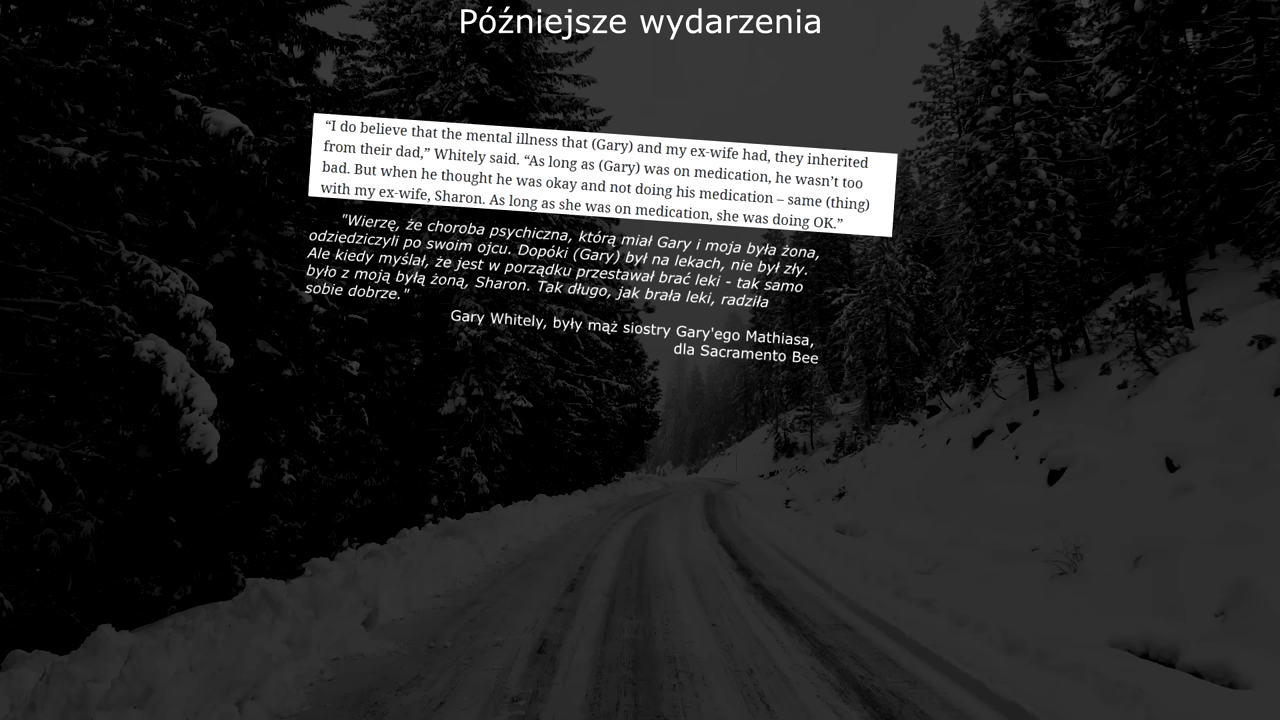 Późniejsze wydarzenia
“I do believe that the mental illness that (Gary) and my ex-wife had, they inherited
from their dad,” Whitely said. “As long as (Gary) was on medication, he wasn’t too
bad. But when he thought he was okay and not doing his medication – same (thing)
with my ex-wife, Sharon. As long as she was on medication, she was doing OK.”
"Wierzę, że choroba psychiczna, którą miał Gary i moja była żona,
odziedziczyli po swoim ojcu. Dopóki (Gary) był na lekach, nie był zły.
Ale kiedy myślał, że jest w porządku przestawał brać leki - tak samo
było z moją byłą żoną, Sharon. Tak długo, jak brała leki, radziła
sobie dobrze."
Gary Whitely, były mąż siostry Gary'ego Mathiasa,
dla Sacramento Bee